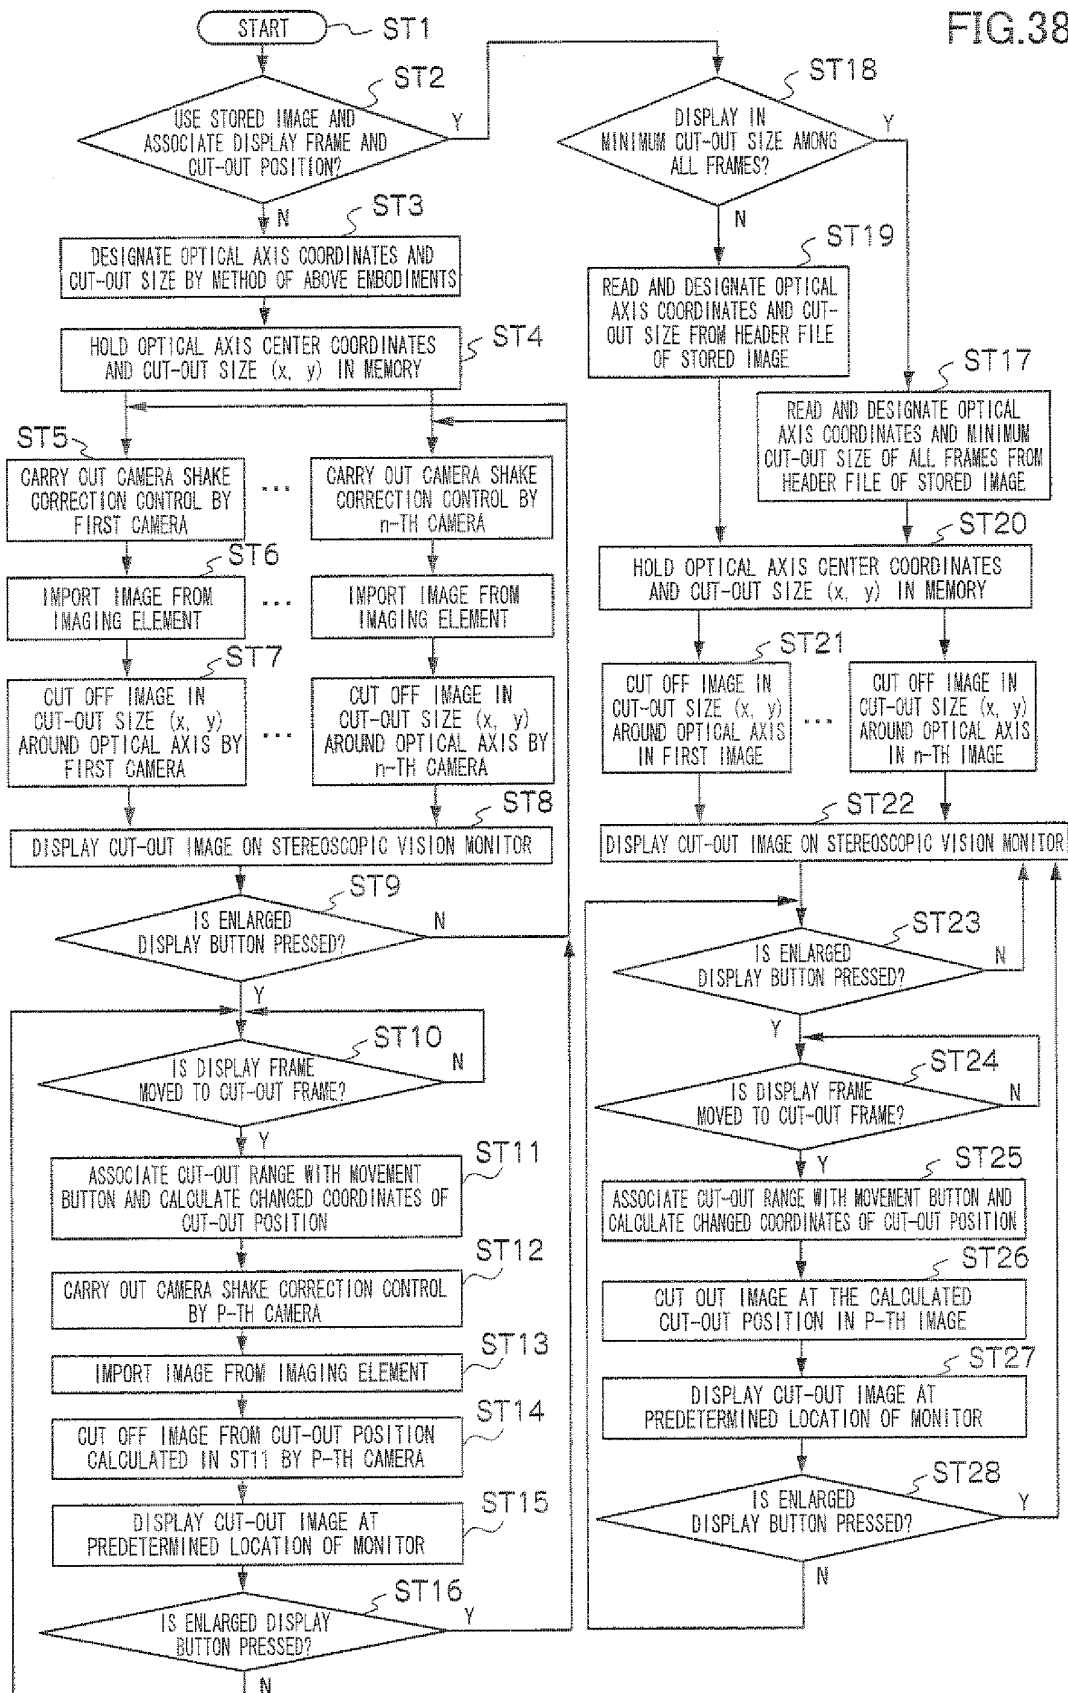 FIG.38
START
ST1
ST2
USE STORED IMAGE AND
ASSOCIATE DISPLAY FRAME AND
CUT-OUT POSITION?
Y
N
ST3
DESIGNATE OPTICAL AXIS COORDINATES AND
CUT-OUT SIZE BY METHOD OF ABOVE EMBODIMENTS
ST4
HOLD OPTICAL AXIS CENTER COORDINATES
AND CUT-OUT SIZE (x, y) IN MEMORY
ST5
CARRY OUT CAMERA SHAKE
CORRECTION CONTROL BY
FIRST CAMERA
...
CARRY OUT CAMERA SHAKE
CORRECTION CONTROL BY
n-TH CAMERA
ST6
IMPORT IMAGE FROM
IMAGING ELEMENT
...
IMPORT IMAGE FROM
IMAGING ELEMENT
ST7
CUT OFF IMAGE IN
CUT-OUT SIZE (x, y)
AROUND OPTICAL AXIS BY
FIRST CAMERA
...
CUT OFF IMAGE IN
CUT-OUT SIZE (x, y)
AROUND OPTICAL AXIS BY
n-TH CAMERA
ST8
DISPLAY CUT-OUT IMAGE ON STEREOSCOPIC VISION MONITOR
ST9
IS ENLARGED
DISPLAY BUTTON PRESSED?
N
Y
ST10
IS DISPLAY FRAME
MOVED TO CUT-OUT FRAME?
N
Y
ST11
ASSOCIATE CUT-OUT RANGE WITH MOVEMENT
BUTTON AND CALCULATE CHANGED COORDINATES OF
CUT-OUT POSITION
ST12
CARRY OUT CAMERA SHAKE CORRECTION CONTROL
BY P-TH CAMERA
ST13
IMPORT IMAGE FROM IMAGING ELEMENT
ST14
CUT OFF IMAGE FROM CUT-OUT POSITION
CALCULATED IN ST11 BY P-TH CAMERA
ST15
DISPLAY CUT-OUT IMAGE AT
PREDETERMINED LOCATION OF MONITOR
ST16
IS ENLARGED DISPLAY
BUTTON PRESSED?
Y
N
ST18
DISPLAY IN
MINIMUM CUT-OUT SIZE AMONG
ALL FRAMES?
Y
N
ST19
READ AND DESIGNATE OPTICAL
AXIS COORDINATES AND CUT-
OUT SIZE FROM HEADER FILE
OF STORED IMAGE
ST17
READ AND DESIGNATE OPTICAL
AXIS COORDINATES AND MINIMUM
CUT-OUT SIZE OF ALL FRAMES FROM
HEADER FILE OF STORED IMAGE
ST20
HOLD OPTICAL AXIS CENTER COORDINATES
AND CUT-OUT SIZE (x, y) IN MEMORY
ST21
CUT OFF IMAGE IN
CUT-OUT SIZE (x, y)
AROUND OPTICAL AXIS
IN FIRST IMAGE
...
CUT OFF IMAGE IN
CUT-OUT SIZE (x, y)
AROUND OPTICAL AXIS
IN n-TH IMAGE
ST22
DISPLAY CUT-OUT IMAGE ON STEREOSCOPIC VISION MONITOR
ST23
IS ENLARGED
DISPLAY BUTTON PRESSED?
N
Y
ST24
IS DISPLAY FRAME
MOVED TO CUT-OUT FRAME?
N
Y
ST25
ASSOCIATE CUT-OUT RANGE WITH MOVEMENT BUTTON AND
CALCULATE CHANGED COORDINATES OF CUT-OUT POSITION
ST26
CUT OUT IMAGE AT THE CALCULATED
CUT-OUT POSITION IN P-TH IMAGE
ST27
DISPLAY CUT-OUT IMAGE AT
PREDETERMINED LOCATION OF MONITOR
ST28
IS ENLARGED
DISPLAY BUTTON PRESSED?
Y
N